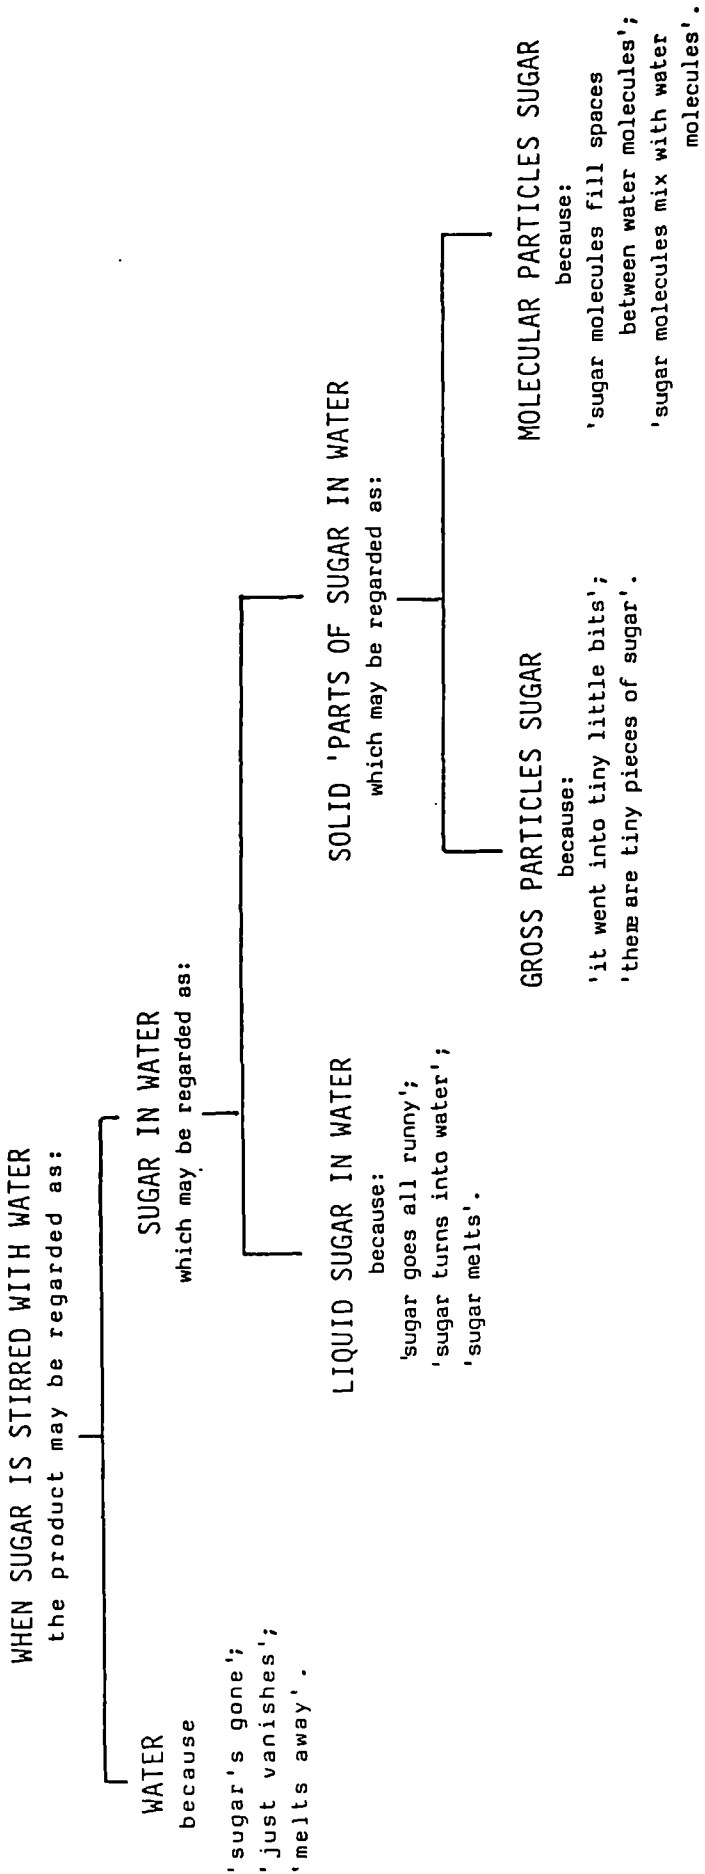 WHEN SUGAR IS STIRRED WITH WATER
the product may be regarded as:
WATER
because
'sugar's gone';
'just vanishes';
'melts away'.
SUGAR IN WATER
which may be regarded as:
LIQUID SUGAR IN WATER
because:
'sugar goes all runny';
'sugar turns into water';
'sugar melts'.
SOLID 'PARTS OF SUGAR IN WATER
which may be regarded as:
GROSS PARTICLES SUGAR
because:
'it went into tiny little bits';
'there are tiny pieces of sugar'.
MOLECULAR PARTICLES SUGAR
because:
'sugar molecules fill spaces
between water molecules';
'sugar molecules mix with water
molecules'.